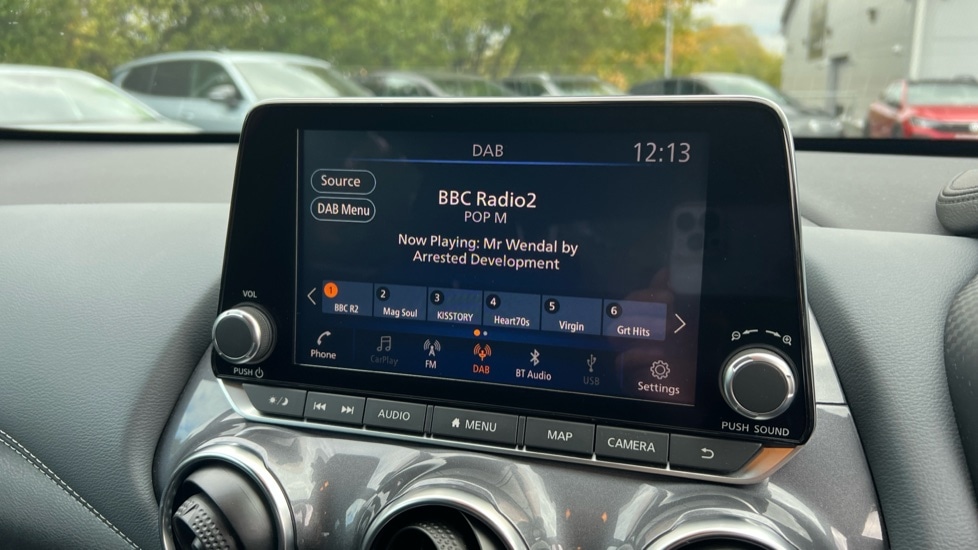 DAB
12:13
Source
DAB Menu
BBC Radio2
POP M
Now Playing: Mr Wendal by
Arrested Development
1 2 3 4 5 6
BBC R2 Mag Soul KISSTORY Heart70s Virgin Grt Hits
Phone CarPlay FM DAB BT Audio USB Settings
VOL
PUSH
PUSH SOUND
AUDIO MENU MAP CAMERA